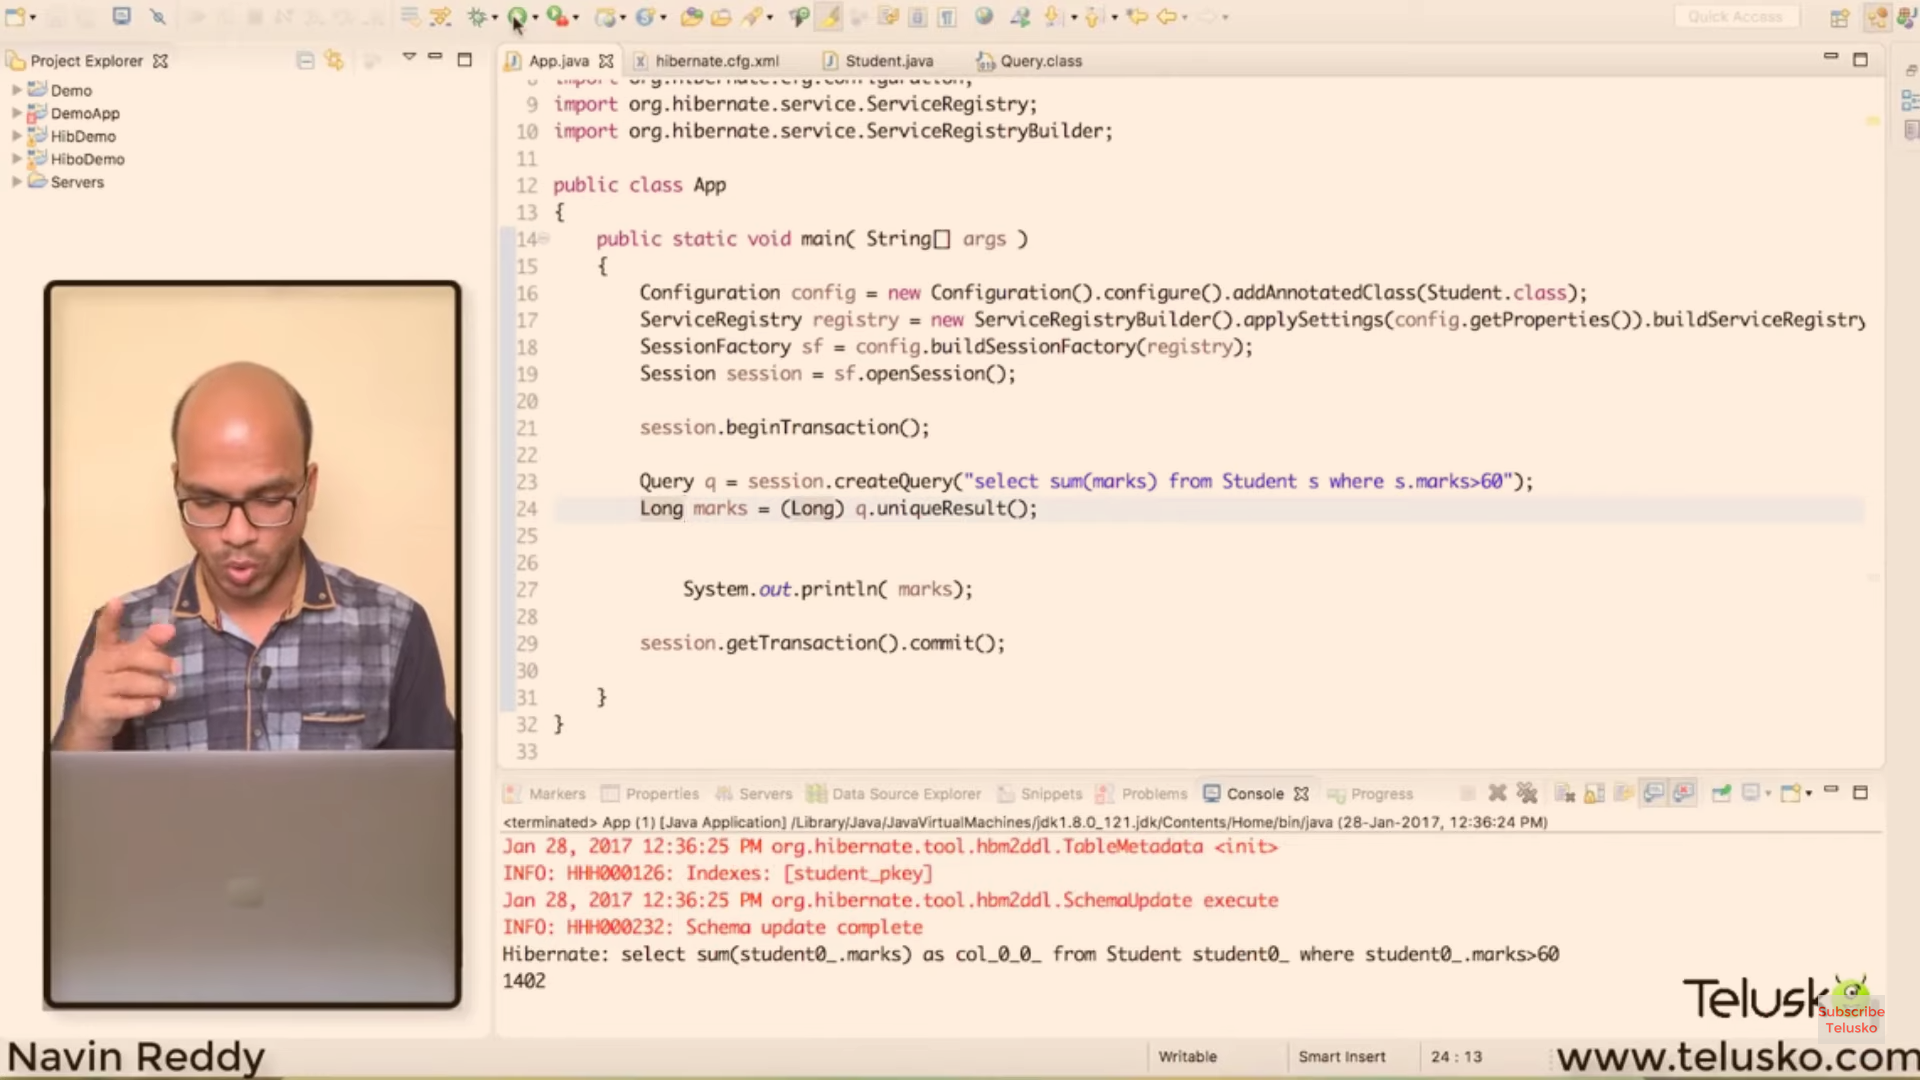 Quick Access
Project Explorer
Demo
DemoApp
HibDemo
HiboDemo
Servers
App.java
hibernate.cfg.xml
Student.java
Query.class
9 import org.hibernate.service.ServiceRegistry;
10 import org.hibernate.service.ServiceRegistryBuilder;
11
12 public class App
13 {
14 public static void main( String[] args )
15 {
16 Configuration config = new Configuration().configure().addAnnotatedClass(Student.class);
17 ServiceRegistry registry = new ServiceRegistryBuilder().applySettings(config.getProperties()).buildServiceRegistry
18 SessionFactory sf = config.buildSessionFactory(registry);
19 Session session = sf.openSession();
20
21 session.beginTransaction();
22
23 Query q = session.createQuery("select sum(marks) from Student s where s.marks>60");
24 Long marks = (Long) q.uniqueResult();
25
26
27 System.out.println( marks);
28
29 session.getTransaction().commit();
30
31 }
32 }
33
Markers
Properties
Servers
Data Source Explorer
Snippets
Problems
Console
Progress
<terminated> App (1) [Java Application] /Library/Java/JavaVirtualMachines/jdk1.8.0_121.jdk/Contents/Home/bin/java (28-Jan-2017, 12:36:24 PM)
Jan 28, 2017 12:36:25 PM org.hibernate.tool.hbm2ddl.TableMetadata <init>
INFO: HHH000126: Indexes: [student_pkey]
Jan 28, 2017 12:36:25 PM org.hibernate.tool.hbm2ddl.SchemaUpdate execute
INFO: HHH000232: Schema update complete
Hibernate: select sum(student0_.marks) as col_0_0_ from Student student0_ where student0_.marks>60
1402
Telusk
Subscribe
Telusko
Navin Reddy
Writable
Smart Insert
24 : 13
www.telusko.com